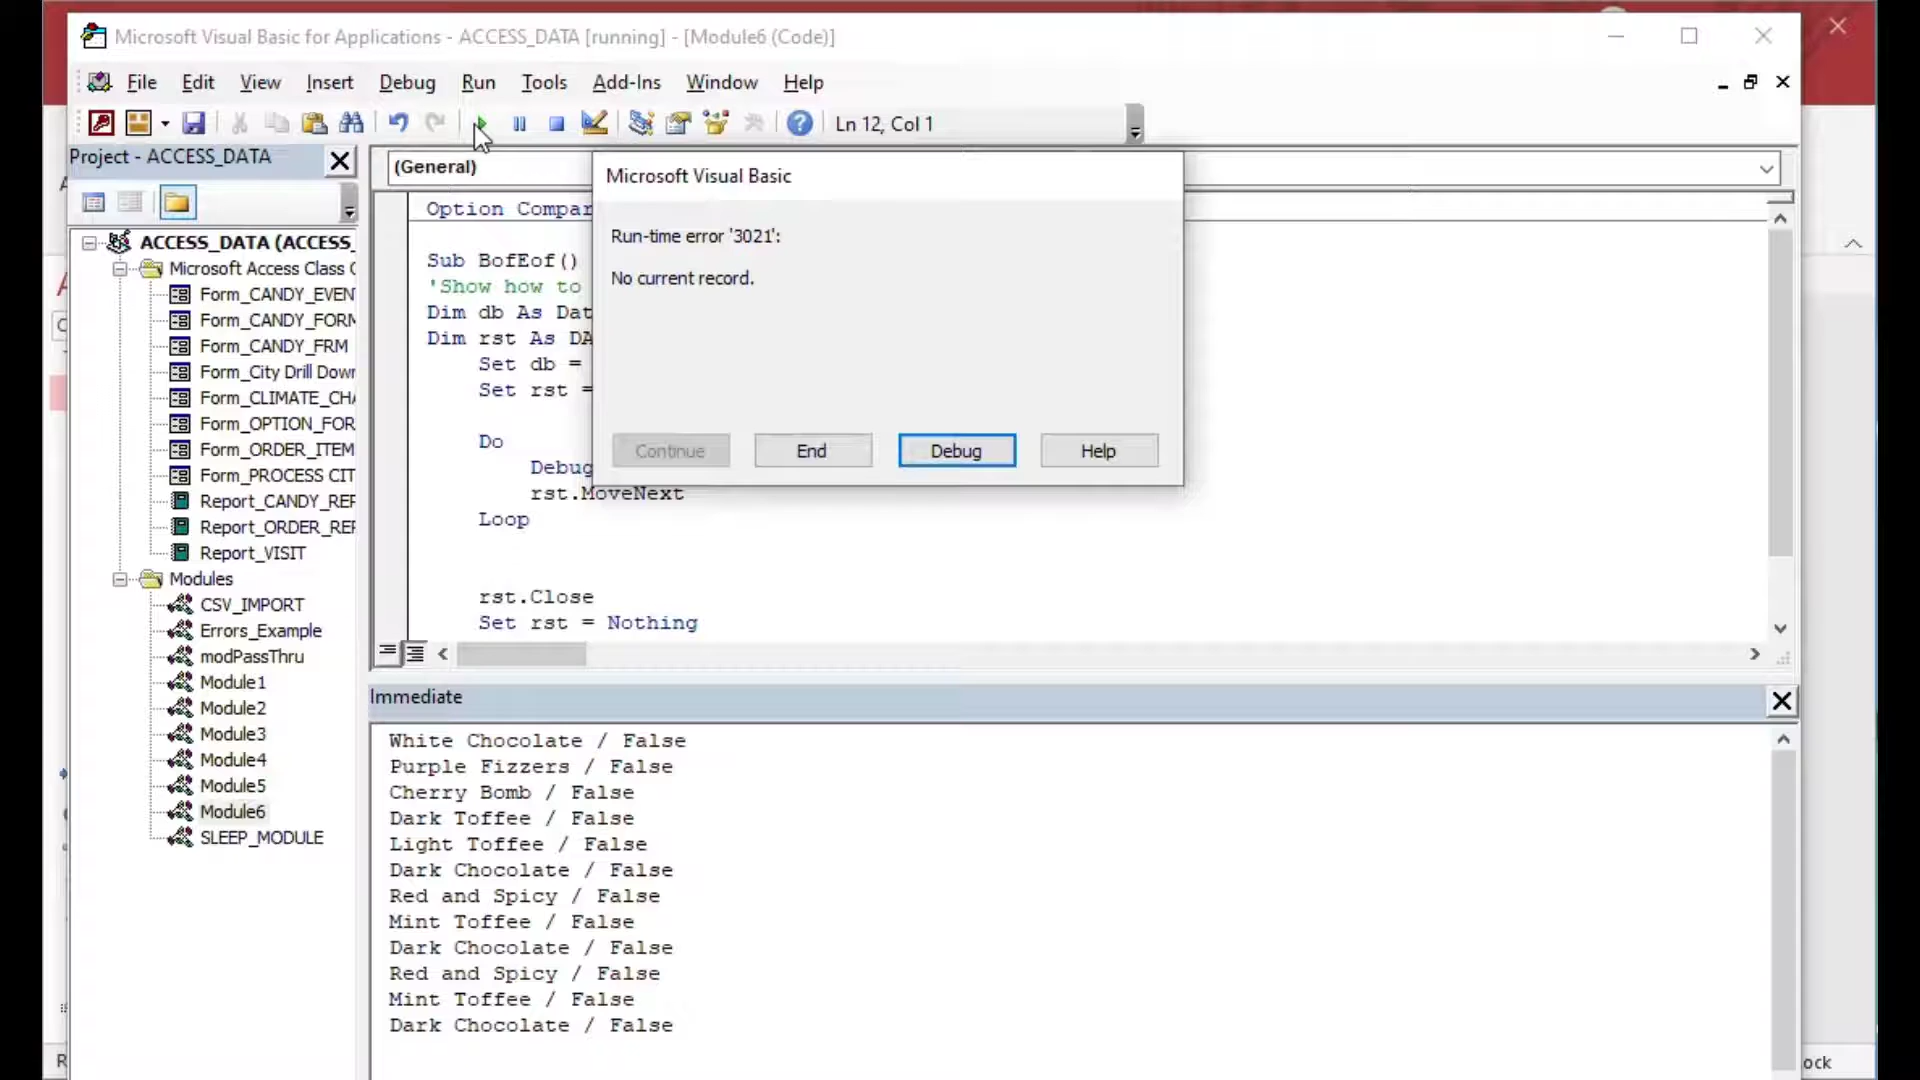 Microsoft Visual Basic for Applications - ACCESS_DATA [running] - [Module6 (Code)]
File Edit View Insert Debug Run Tools Add-Ins Window Help
Ln 12, Col 1
Project - ACCESS_DATA
ACCESS_DATA (ACCESS_
Microsoft Access Class
Form_CANDY_EVEN
Form_CANDY_FORM
Form_CANDY_FRM
Form_City Drill Down
Form_CLIMATE_CHA
Form_OPTION_FOR
Form_ORDER_ITEM
Form_PROCESS CIT
Report_CANDY_REP
Report_ORDER_REP
Report_VISIT
Modules
CSV_IMPORT
Errors_Example
modPassThru
Module1
Module2
Module3
Module4
Module5
Module6
SLEEP_MODULE
(General)
Option Compar
Sub BofEof()
'Show how to
Dim db As Dat
Dim rst As DA
Set db =
Set rst =
Do
Debug
rst.MoveNext
Loop
rst.Close
Set rst = Nothing
Microsoft Visual Basic
Run-time error '3021':
No current record.
Continue End Debug Help
Immediate
White Chocolate / False
Purple Fizzers / False
Cherry Bomb / False
Dark Toffee / False
Light Toffee / False
Dark Chocolate / False
Red and Spicy / False
Mint Toffee / False
Dark Chocolate / False
Red and Spicy / False
Mint Toffee / False
Dark Chocolate / False
R
ock